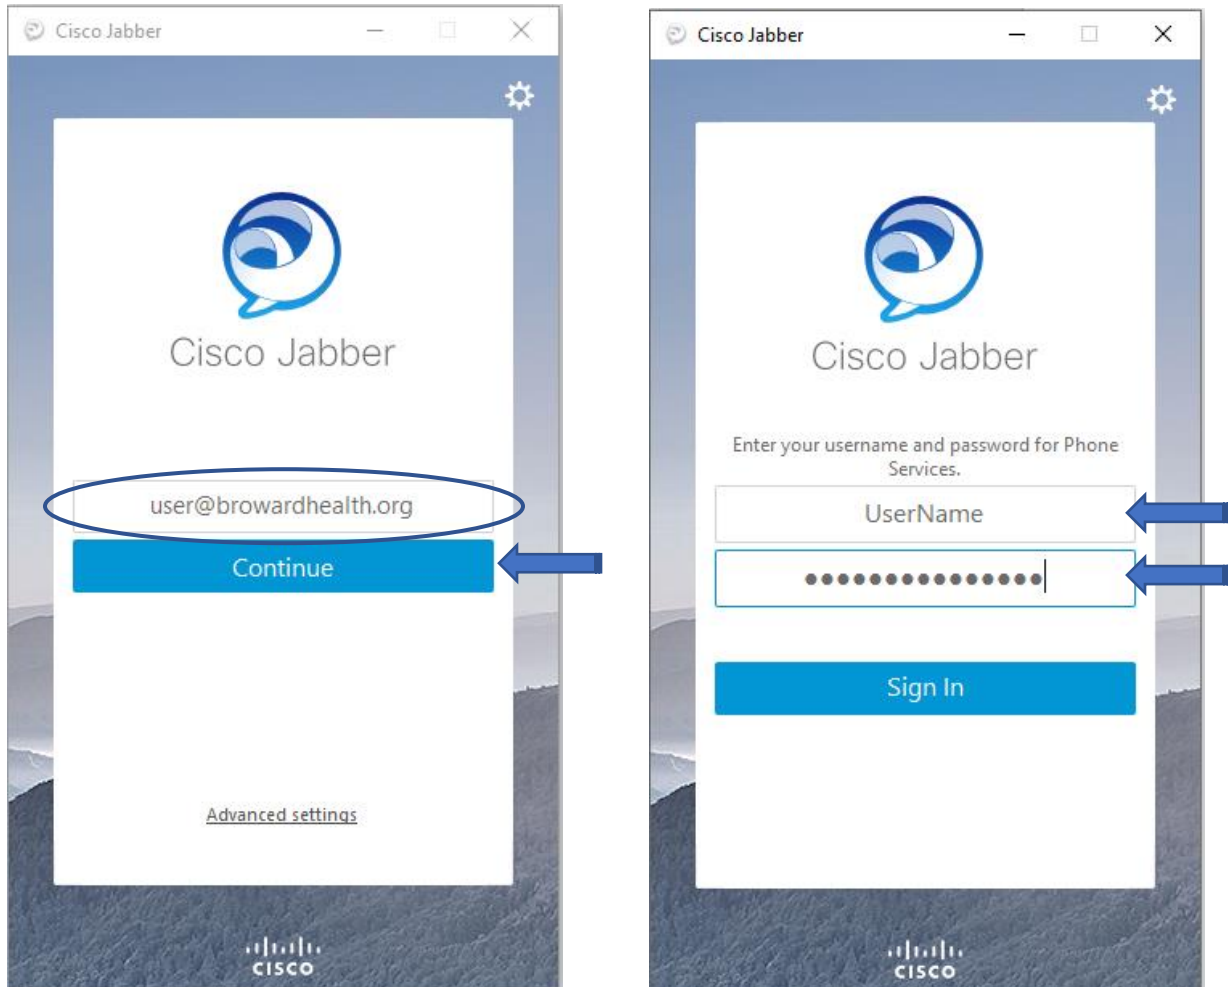 Cisco Jabber
Cisco Jabber
user@browardhealth.org
Continue
Advanced settings
CISCO
Cisco Jabber
Cisco Jabber
Enter your username and password for Phone
Services.
UserName
Sign In
CISCO